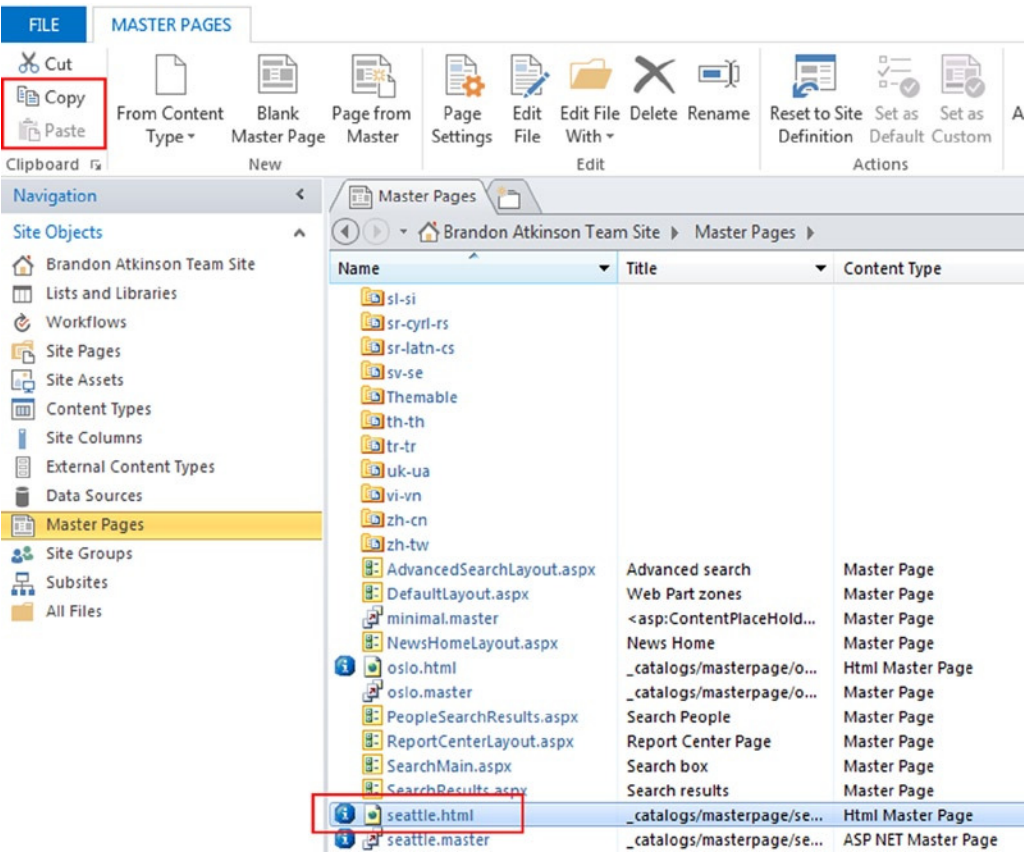 FILE MASTER PAGES
Cut
Copy
Paste
Clipboard
From Content
Type
Blank
Master Page
Page from
Master
New
Page
Settings
Edit
File
Edit File
With
Delete
Rename
Edit
Reset to Site
Definition
Set as
Default
Set as
Custom
Actions
A
Navigation
Site Objects
Brandon Atkinson Team Site
Lists and Libraries
Workflows
Site Pages
Site Assets
Content Types
Site Columns
External Content Types
Data Sources
Master Pages
Site Groups
Subsites
All Files
Master Pages
Brandon Atkinson Team Site Master Pages
Name Title Content Type
sl-si
sr-cyrl-rs
sr-latn-cs
sv-se
Themable
th-th
tr-tr
uk-ua
vi-vn
zh-cn
zh-tw
AdvancedSearchLayout.aspx Advanced search Master Page
DefaultLayout.aspx Web Part zones Master Page
minimal.master <asp:ContentPlaceHold... Master Page
NewsHomeLayout.aspx News Home Master Page
oslo.html _catalogs/masterpage/o... Html Master Page
oslo.master _catalogs/masterpage/o... Master Page
PeopleSearchResults.aspx Search People Master Page
ReportCenterLayout.aspx Report Center Page Master Page
SearchMain.aspx Search box Master Page
SearchResults.aspx Search results Master Page
seattle.html _catalogs/masterpage/se... Html Master Page
seattle.master _catalogs/masterpage/se... ASP NET Master Page